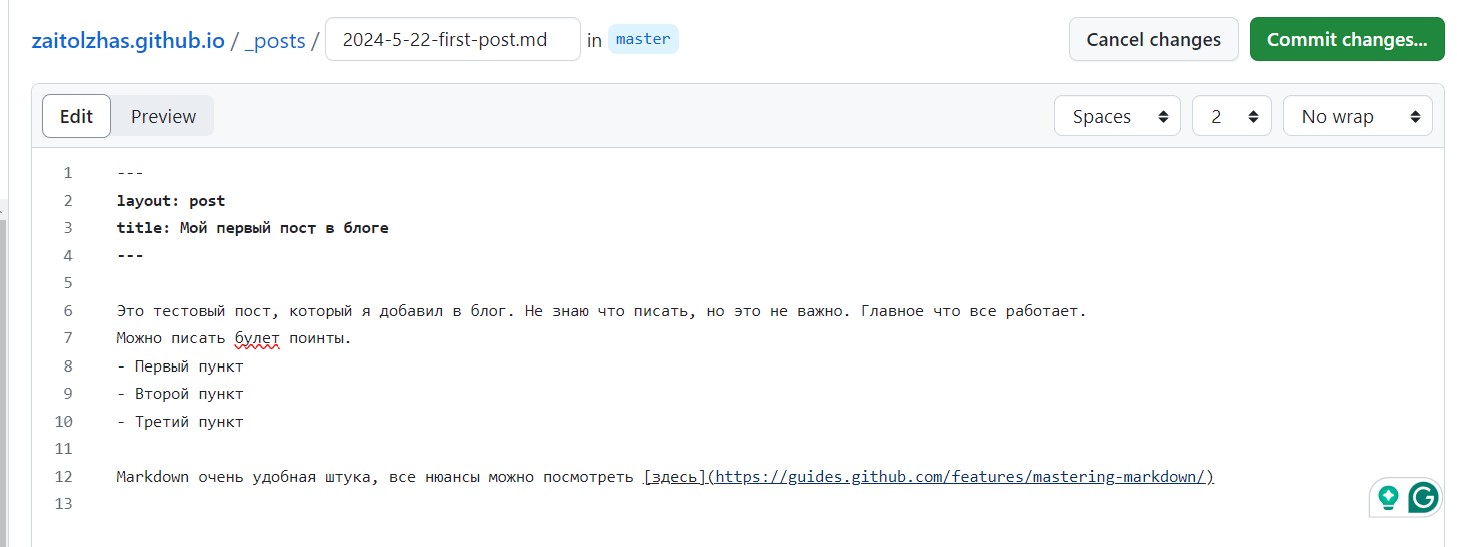 zaitolzhas.github.io / _posts / 2024-5-22-first-post.md in master Cancel changes Commit changes...
Edit Preview Spaces 2 No wrap
1 ---
2 layout: post
3 title: Мой первый пост в блоге
4 ---
5
6 Это тестовый пост, который я добавил в блог. Не знаю что писать, но это не важно. Главное что все работает.
7 Можно писать булет поинты.
8 - Первый пункт
9 - Второй пункт
10 - Третий пункт
11
12 Markdown очень удобная штука, все нюансы можно посмотреть [здесь](https://guides.github.com/features/mastering-markdown/)
13